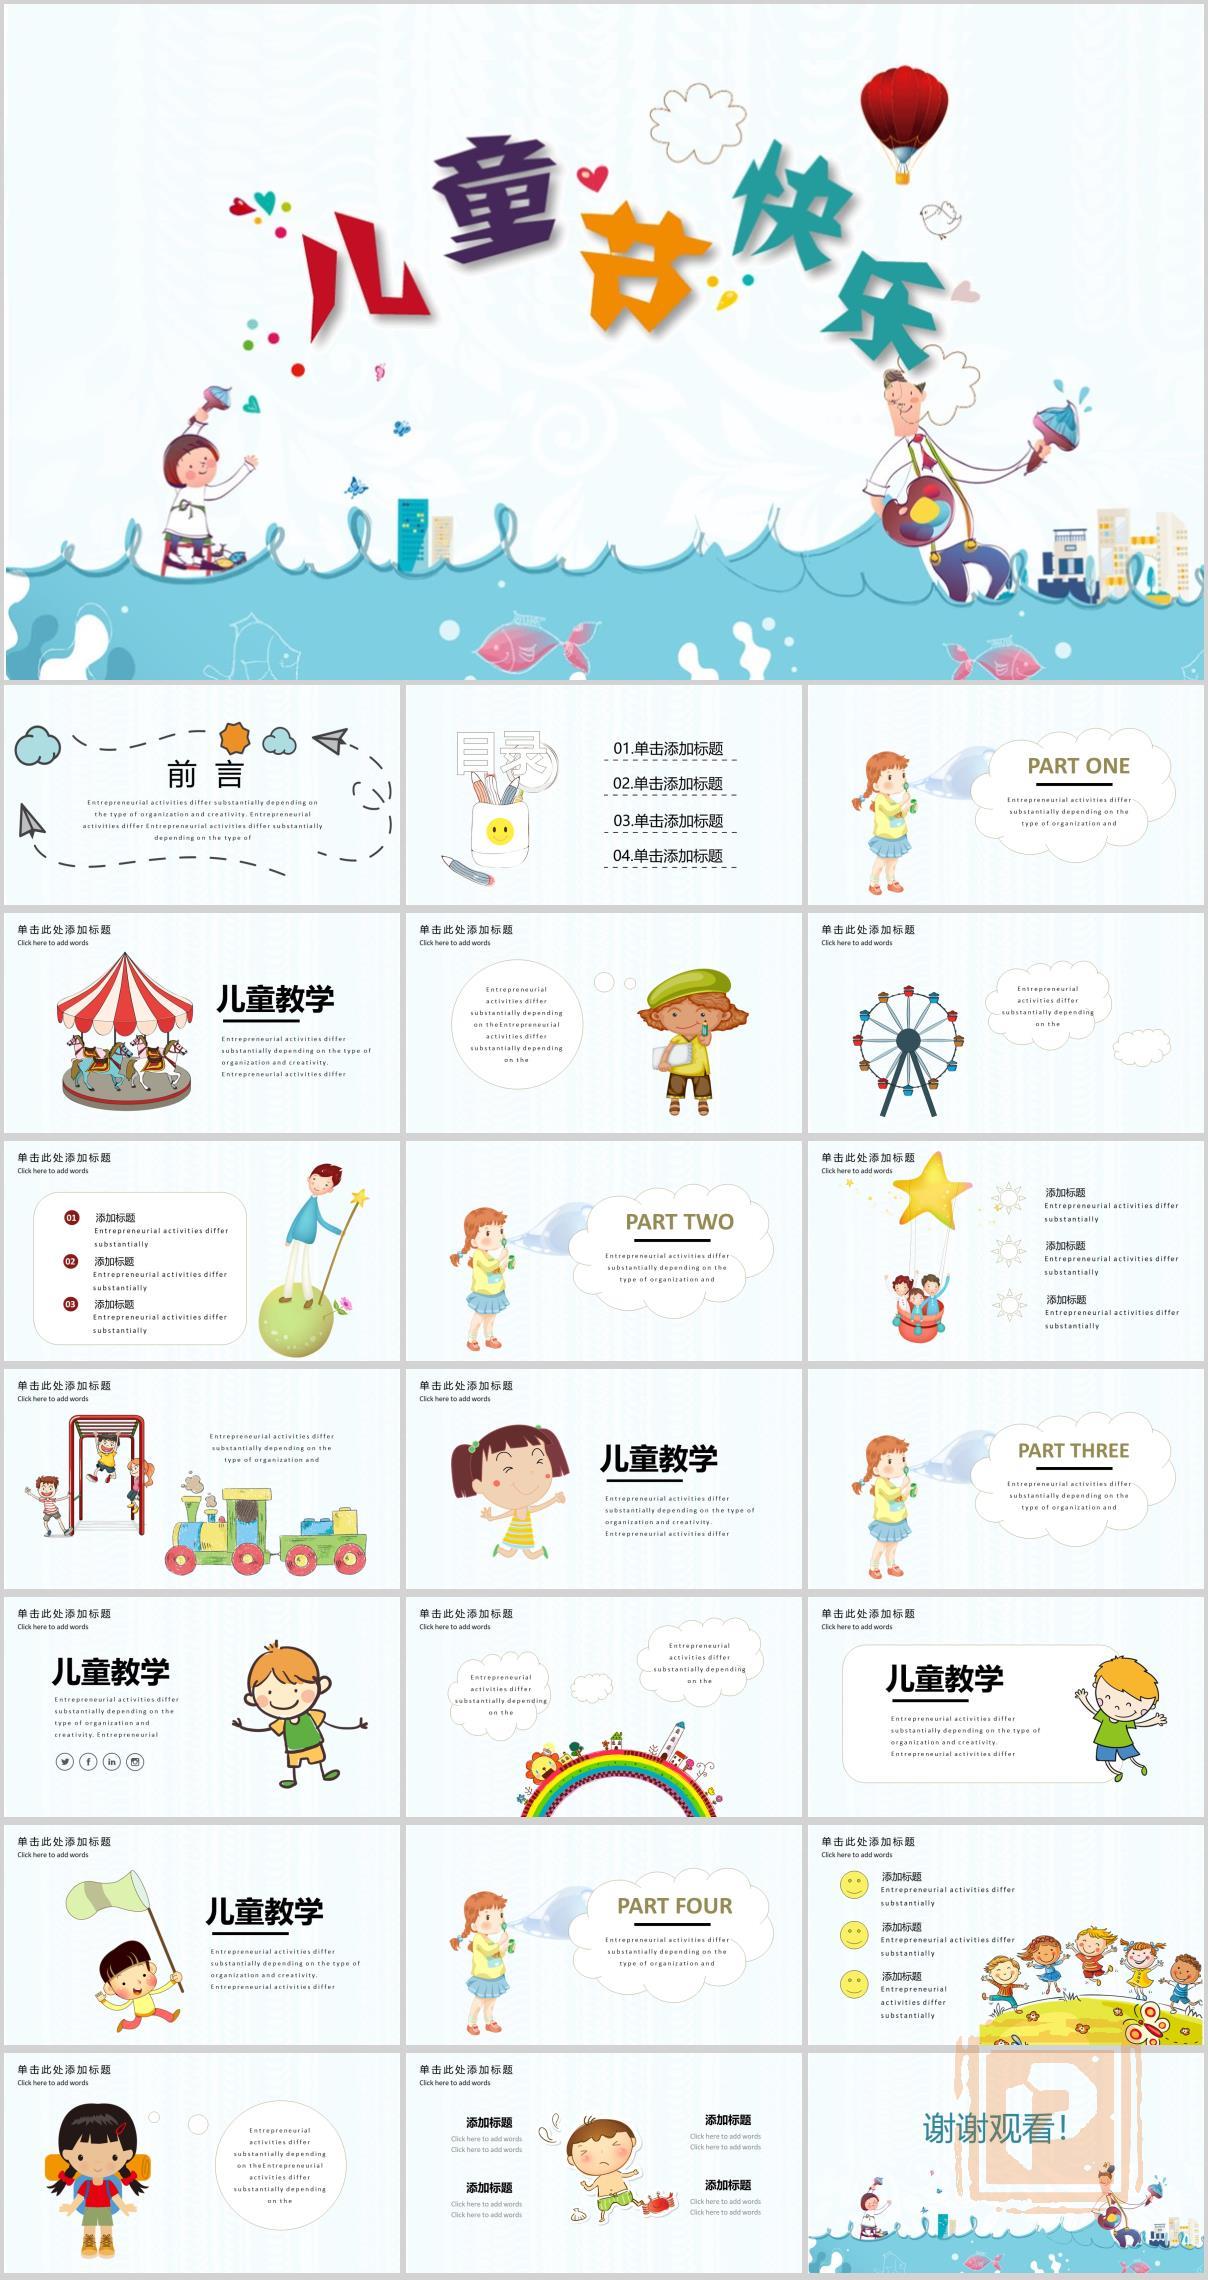 儿童节快乐
前 言
Entrepreneurial activities differ substantially depending on
the type of organization and creativity. Entrepreneurial
activities differ Entrepreneurial activities differ substantially
depending on the type of
目录
01.单击添加标题
02.单击添加标题
03.单击添加标题
04.单击添加标题
PART ONE
Entrepreneurial activities differ
substantially depending on the
type of organization and
单击此处添加标题
Click here to add words
儿童教学
Entrepreneurial activities differ
substantially depending on the type of
organization and creativity.
Entrepreneurial activities differ
单击此处添加标题
Click here to add words
Entrepreneurial
activities differ
substantially depending
on theEntrepreneurial
activities differ
substantially depending
on the
单击此处添加标题
Click here to add words
Entrepreneurial
activities differ
substantially depending
on the
单击此处添加标题
Click here to add words
01
添加标题
Entrepreneurial activities differ
substantially
02
添加标题
Entrepreneurial activities differ
substantially
03
添加标题
Entrepreneurial activities differ
substantially
PART TWO
Entrepreneurial activities differ
substantially depending on the
type of organization and
单击此处添加标题
Click here to add words
添加标题
Entrepreneurial activities differ
substantially
添加标题
Entrepreneurial activities differ
substantially
添加标题
Entrepreneurial activities differ
substantially
单击此处添加标题
Click here to add words
Entrepreneurial activities differ
substantially depending on the
type of organization and
单击此处添加标题
Click here to add words
儿童教学
Entrepreneurial activities differ
substantially depending on the type of
organization and creativity.
Entrepreneurial activities differ
PART THREE
Entrepreneurial activities differ
substantially depending on the
type of organization and
单击此处添加标题
Click here to add words
儿童教学
Entrepreneurial activities differ
substantially depending on the
type of organization and
creativity. Entrepreneurial
单击此处添加标题
Click here to add words
Entrepreneurial
activities differ
substantially depending
on the
Entrepreneurial
activities differ
substantially depending
on the
单击此处添加标题
Click here to add words
儿童教学
Entrepreneurial activities differ
substantially depending on the type of
organization and creativity.
Entrepreneurial activities differ
单击此处添加标题
Click here to add words
儿童教学
Entrepreneurial activities differ
substantially depending on the type of
organization and creativity.
Entrepreneurial activities differ
PART FOUR
Entrepreneurial activities differ
substantially depending on the
type of organization and
单击此处添加标题
Click here to add words
添加标题
Entrepreneurial activities differ
substantially
添加标题
Entrepreneurial activities differ
substantially
添加标题
Entrepreneurial
activities differ
substantially
单击此处添加标题
Click here to add words
Entrepreneurial
activities differ
substantially depending
on theEntrepreneurial
activities differ
substantially depending
on the
单击此处添加标题
Click here to add words
添加标题
Click here to add words
Click here to add words
添加标题
Click here to add words
Click here to add words
添加标题
Click here to add words
Click here to add words
添加标题
Click here to add words
Click here to add words
谢谢观看!